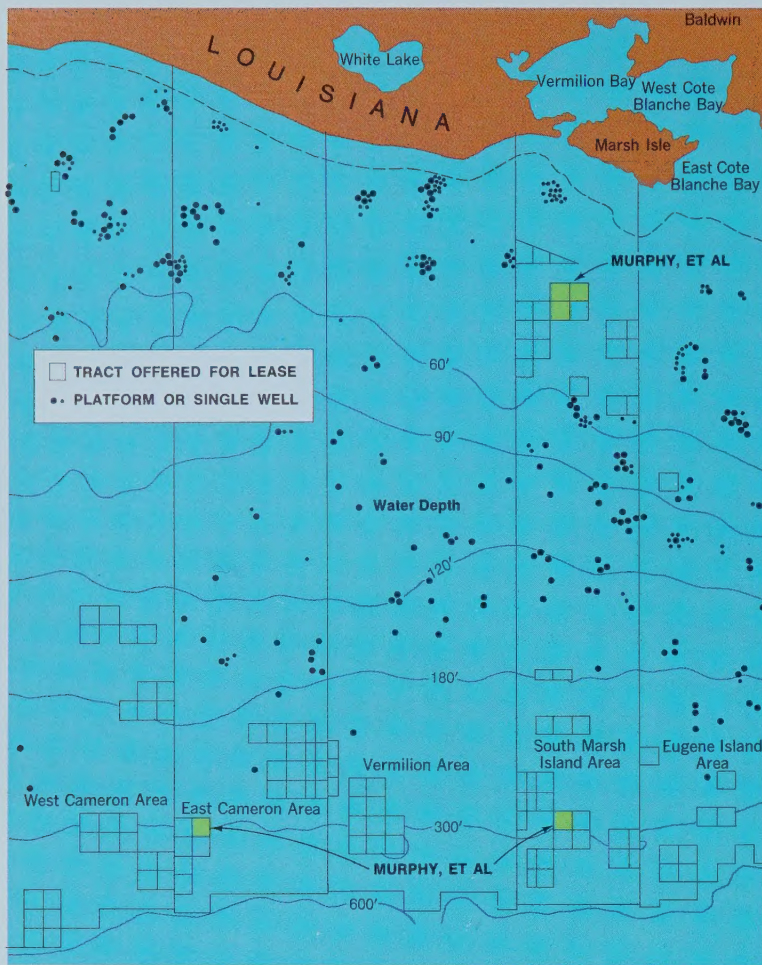 Baldwin
LOUISIANA
White Lake
Vermilion Bay
West Cote
Blanche Bay
Marsh Isle
East Cote
Blanche Bay
MURPHY, ET AL
TRACT OFFERED FOR LEASE
PLATFORM OR SINGLE WELL
60'
90'
Water Depth
120'
180'
West Cameron Area
East Cameron Area
Vermilion Area
South Marsh
Island Area
Eugene Island
Area
300'
MURPHY, ET AL
600'